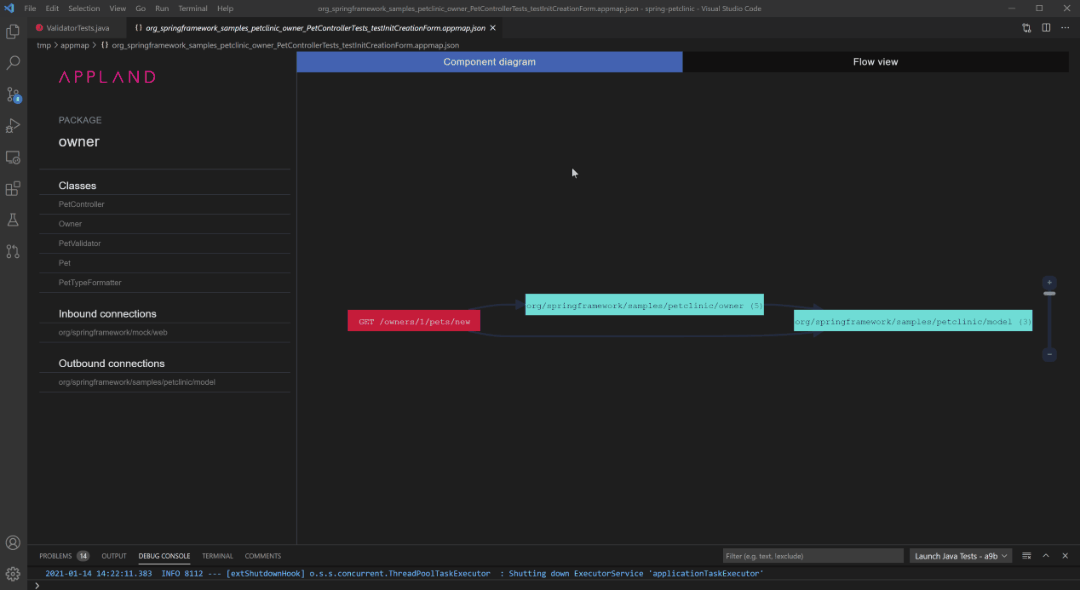 File Edit Selection View Go Run Terminal Help org_springframework_samples_petclinic_owner_PetControllerTests_testInitCreationForm.appmap.json - spring-petclinic - Visual Studio Code
ValidatorTests.java {} org_springframework_samples_petclinic_owner_PetControllerTests_testInitCreationForm.appmap.json
tmp > appmap > {} org_springframework_samples_petclinic_owner_PetControllerTests_testInitCreationForm.appmap.json
APPLAND
Component diagram
Flow view
PACKAGE
owner
Classes
PetController
Owner
PetValidator
Pet
PetTypeFormatter
Inbound connections
org/springframework/mock/web
Outbound connections
org/springframework/samples/petclinic/model
org/springframework/samples/petclinic/owner (5)
GET /owners/1/pets/new
org/springframework/samples/petclinic/model (3)
PROBLEMS 14 OUTPUT DEBUG CONSOLE TERMINAL COMMENTS Filter (e.g. text, !exclude) Launch Java Tests - a9b
2021-01-14 14:22:11.383 INFO 8112 --- [extShutdownHook] o.s.s.concurrent.ThreadPoolTaskExecutor : Shutting down ExecutorService 'applicationTaskExecutor'